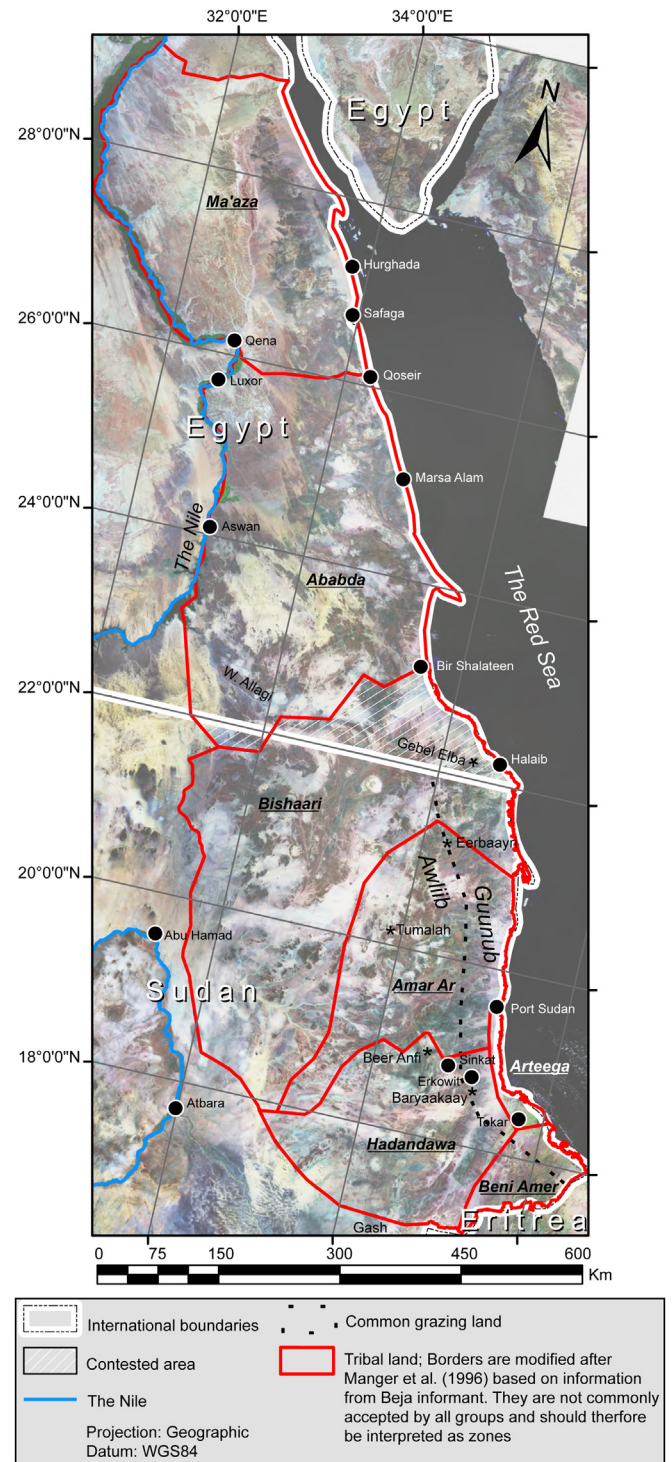 32°0'0"E
34°0'0"E
N
Egypt
28°0'0"N
Ma'aza
Hurghada
26°0'0"N
Safaga
Qena
Luxor
Qoseir
Egypt
Marsa Alam
24°0'0"N
The Nile
Aswan
Ababda
The Red Sea
Bir Shalateen
22°0'0"N
W. Allagi
Gebel Elba
Halaib
Bishaari
Eerbaayn
20°0'0"N
Awliib
Guunub
Abu Hamad
Tumalah
Sudan
Amar Ar
Port Sudan
18°0'0"N
Beer Anfi
Sinkat
Arteega
Erkowit
Baryaakaay
Atbara
Tokar
Hadandawa
Beni Amer
Gash
Eritrea
0 75 150 300 450 600
Km
International boundaries
Common grazing land
Contested area
Tribal land; Borders are modified after
Manger et al. (1996) based on information
from Beja informant. They are not commonly
accepted by all groups and should therfore
be interpreted as zones
The Nile
Projection: Geographic
Datum: WGS84